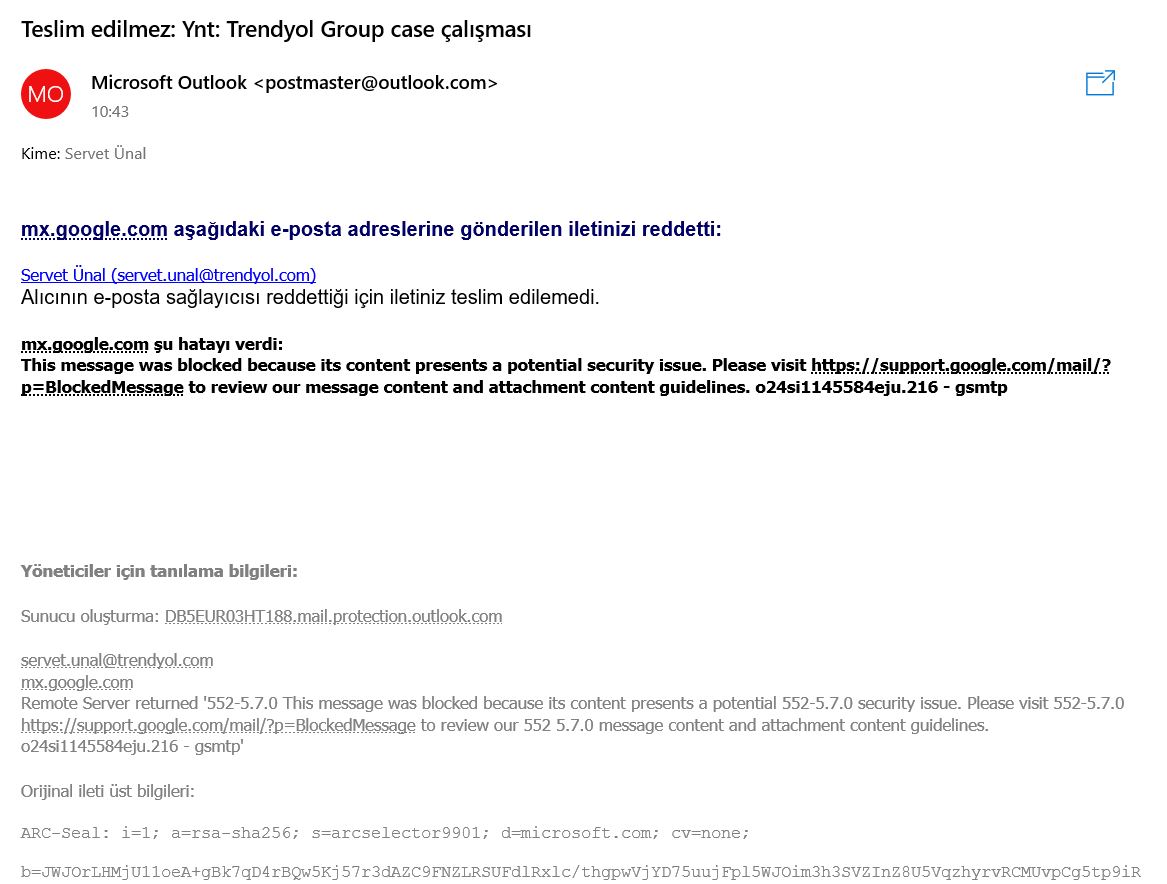 Teslim edilmez: Ynt: Trendyol Group case çalışması
MO
Microsoft Outlook <postmaster@outlook.com>
10:43
Kime: Servet Ünal
mx.google.com aşağıdaki e-posta adreslerine gönderilen iletinizi reddetti:
Servet Ünal (servet.unal@trendyol.com)
Alıcının e-posta sağlayıcısı reddettiği için iletiniz teslim edilemedi.
mx.google.com şu hatayı verdi:
This message was blocked because its content presents a potential security issue. Please visit https://support.google.com/mail/?
p=BlockedMessage to review our message content and attachment content guidelines. o24si1145584eju.216 - gsmtp
Yöneticiler için tanılama bilgileri:
Sunucu oluşturma: DB5EUR03HT188.mail.protection.outlook.com
servet.unal@trendyol.com
mx.google.com
Remote Server returned '552-5.7.0 This message was blocked because its content presents a potential 552-5.7.0 security issue. Please visit 552-5.7.0
https://support.google.com/mail/?p=BlockedMessage to review our 552 5.7.0 message content and attachment content guidelines.
o24si1145584eju.216 - gsmtp'
Orijinal ileti üst bilgileri:
ARC-Seal: i=1; a=rsa-sha256; s=arcselector9901; d=microsoft.com; cv=none;
b=JWJOrLHMjU11oeA+gBk7qD4rBQw5Kj57r3dAZC9FNZLRSUFdlRxlc/thgpwVjYD75uujFpl5WJOim3h3SVZInZ8U5VqzhyrvRCMUvpCg5tp9iR